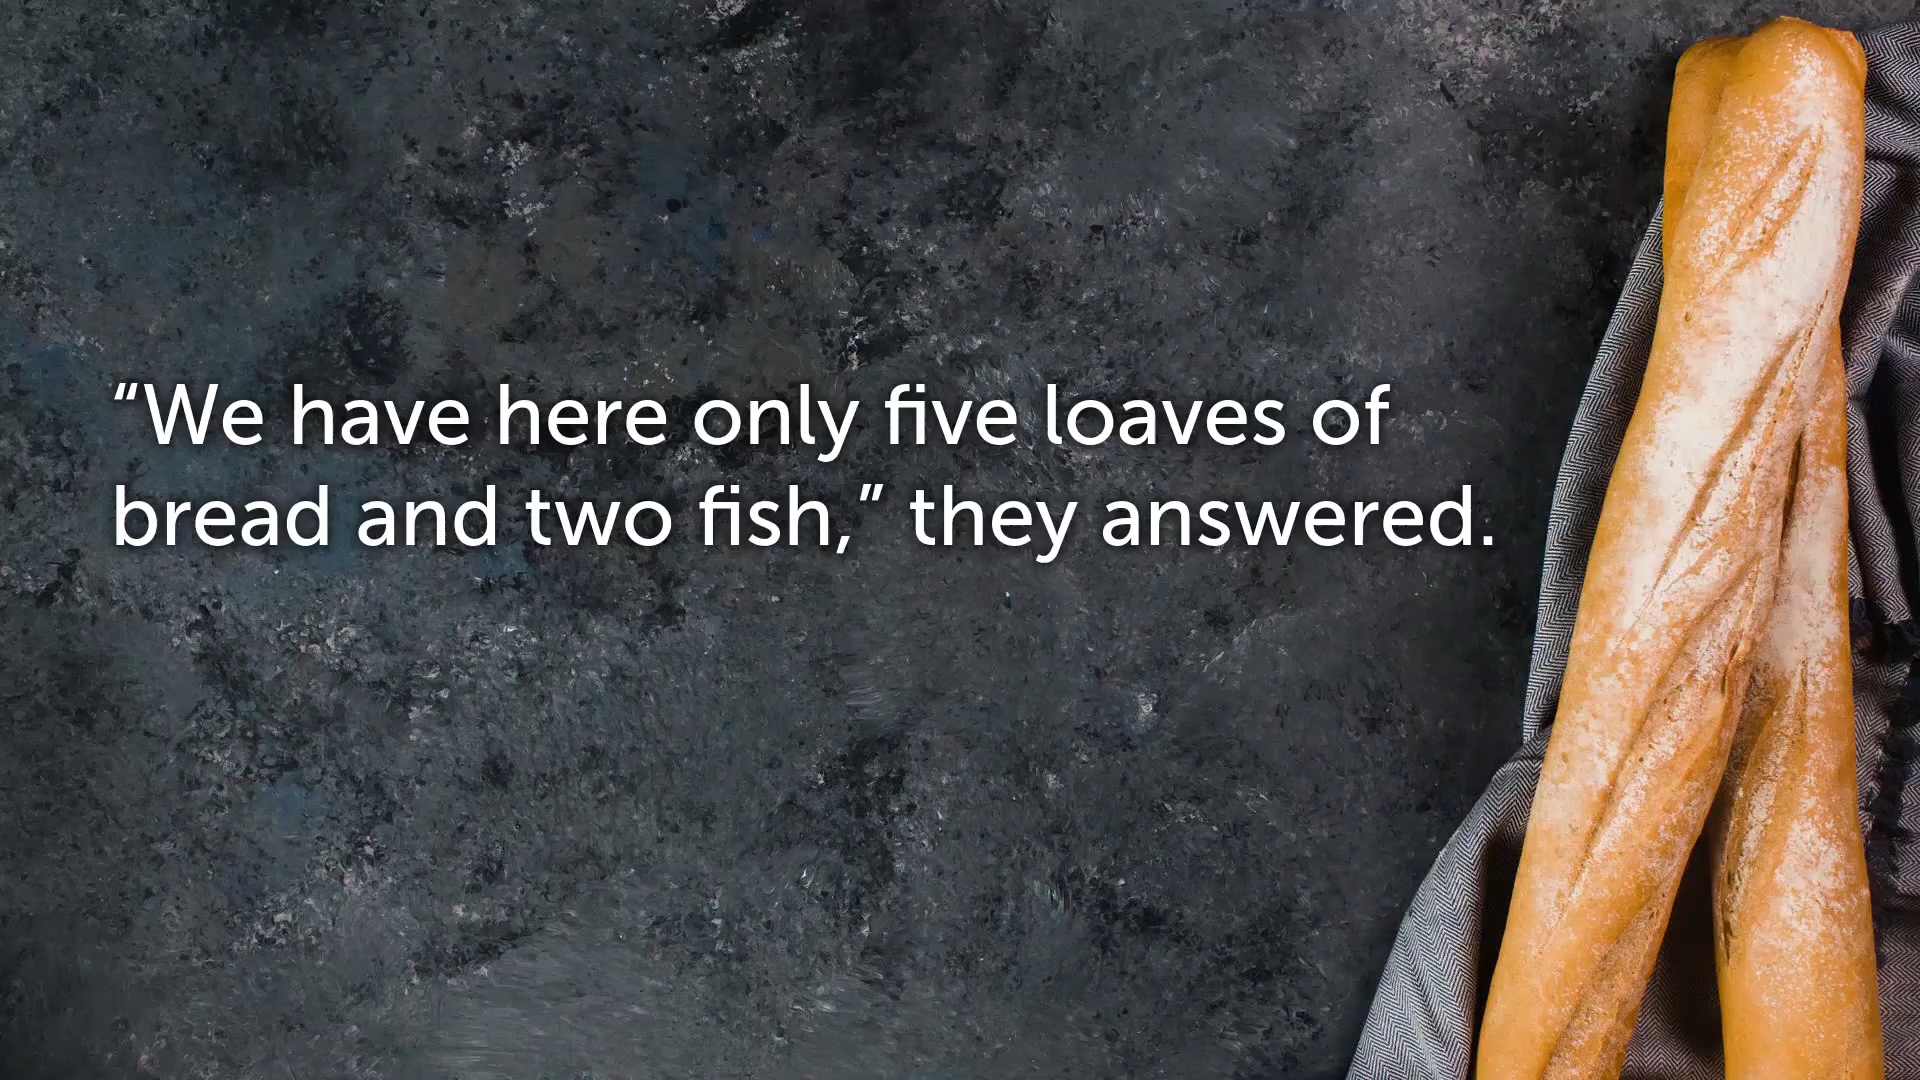 “We have here only five loaves of
bread and two fish,” they answered.